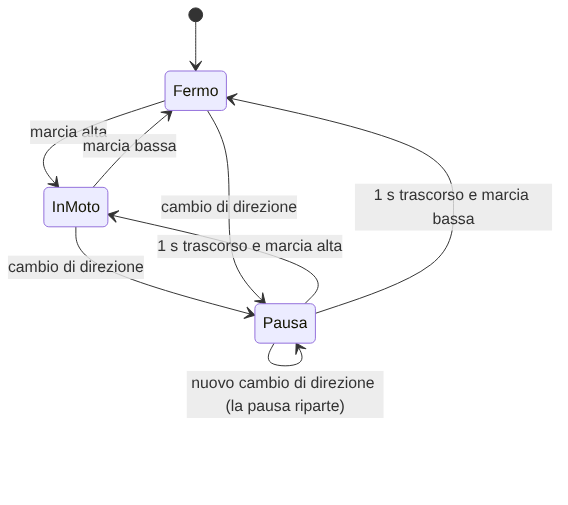 Fermo
marcia alta
marcia bassa
1 s trascorso e marcia
bassa
InMoto
cambio di direzione
1 s trascorso e marcia alta
cambio di direzione
Pausa
nuovo cambio di direzione
(la pausa riparte)